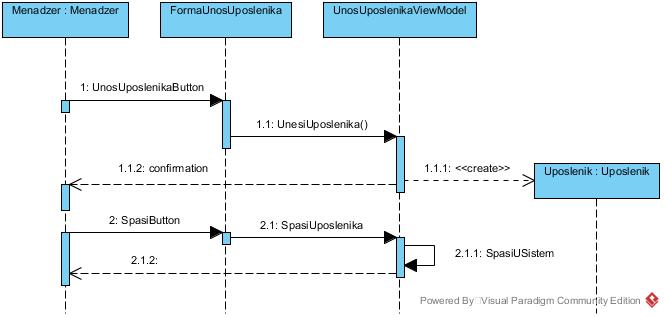 Menadzer : Menadzer
FormaUnosUposlenika
UnosUposlenikaViewModel
1: UnosUposlenikaButton
1.1: UnesiUposlenika()
1.1.2: confirmation
1.1.1: <<create>>
Uposlenik : Uposlenik
2: SpasiButton
2.1: SpasiUposlenika
2.1.1: SpasiUSistem
2.1.2:
Powered By Visual Paradigm Community Edition